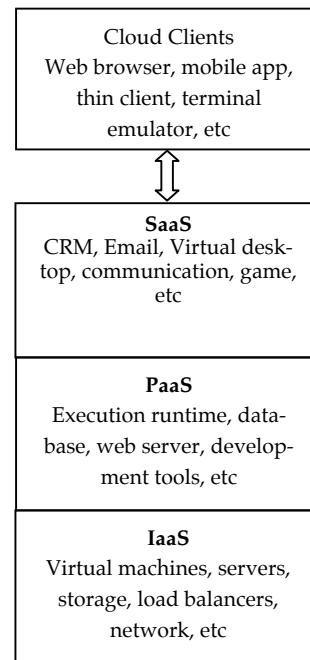 Cloud Clients
Web browser, mobile app,
thin client, terminal
emulator, etc
SaaS
CRM, Email, Virtual desk-
top, communication, game,
etc
PaaS
Execution runtime, data-
base, web server, develop-
ment tools, etc
IaaS
Virtual machines, servers,
storage, load balancers,
network, etc